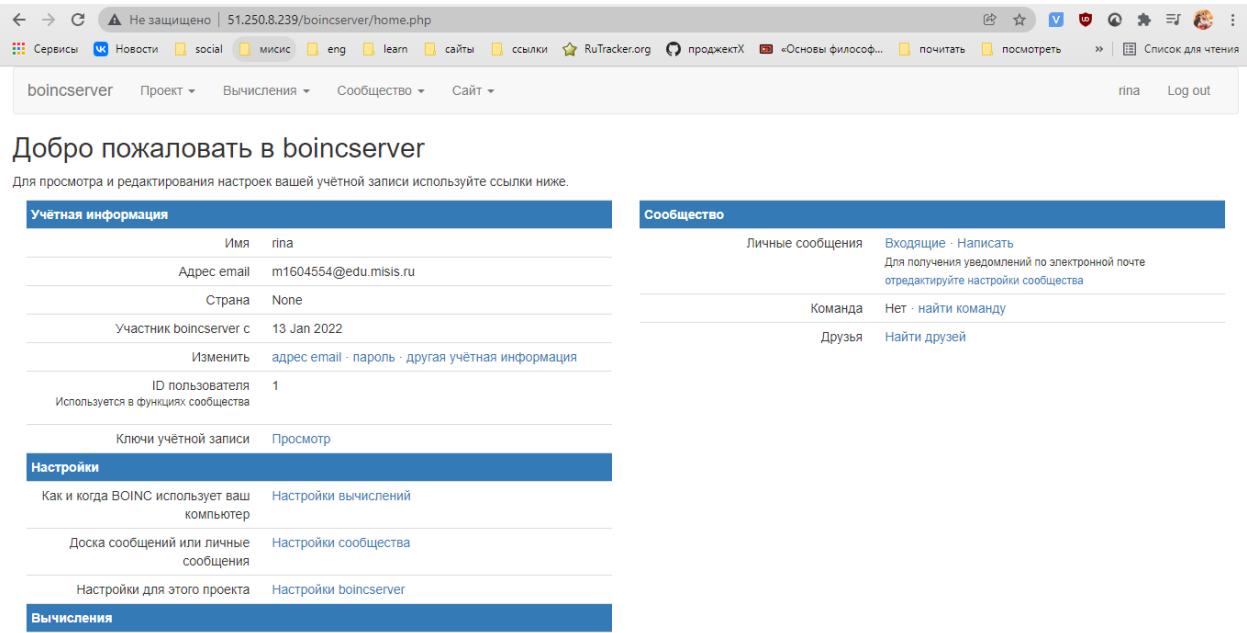 Не защищено | 51.250.8.239/boincserver/home.php
Сервисы Новости social мисис eng learn сайты ссылки RuTracker.org проджектХ «Основы философ... почитать посмотреть » Список для чтения
boincserver Проект Вычисления Сообщество Сайт rina Log out
Добро пожаловать в boincserver
Для просмотра и редактирования настроек вашей учётной записи используйте ссылки ниже.
Учётная информация
Имя rina
Адрес email m1604554@edu.misis.ru
Страна None
Участник boincserver с 13 Jan 2022
Изменить адрес email · пароль · другая учётная информация
ID пользователя 1
Используется в функциях сообщества
Ключи учётной записи Просмотр
Настройки
Как и когда BOINC использует ваш Настройки вычислений
компьютер
Доска сообщений или личные Настройки сообщества
сообщения
Настройки для этого проекта Настройки boincserver
Вычисления
Сообщество
Личные сообщения Входящие · Написать
Для получения уведомлений по электронной почте
отредактируйте настройки сообщества
Команда Нет · найти команду
Друзья Найти друзей